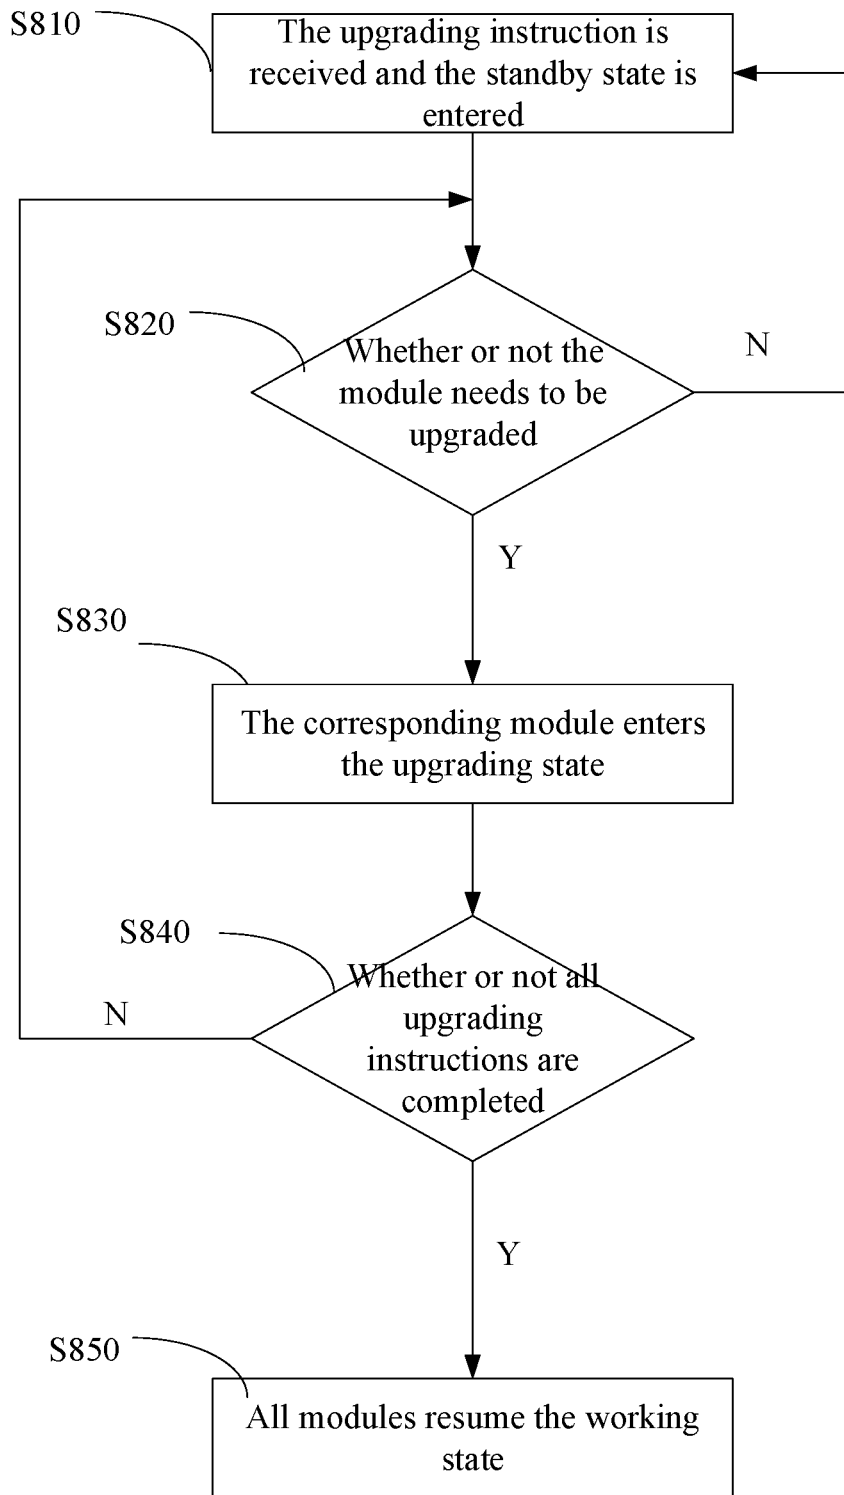 S810
The upgrading instruction is
received and the standby state is
entered
S820
Whether or not the
module needs to be
upgraded
N
Y
S830
The corresponding module enters
the upgrading state
S840
Whether or not all
upgrading
instructions are
completed
N
Y
S850
All modules resume the working
state